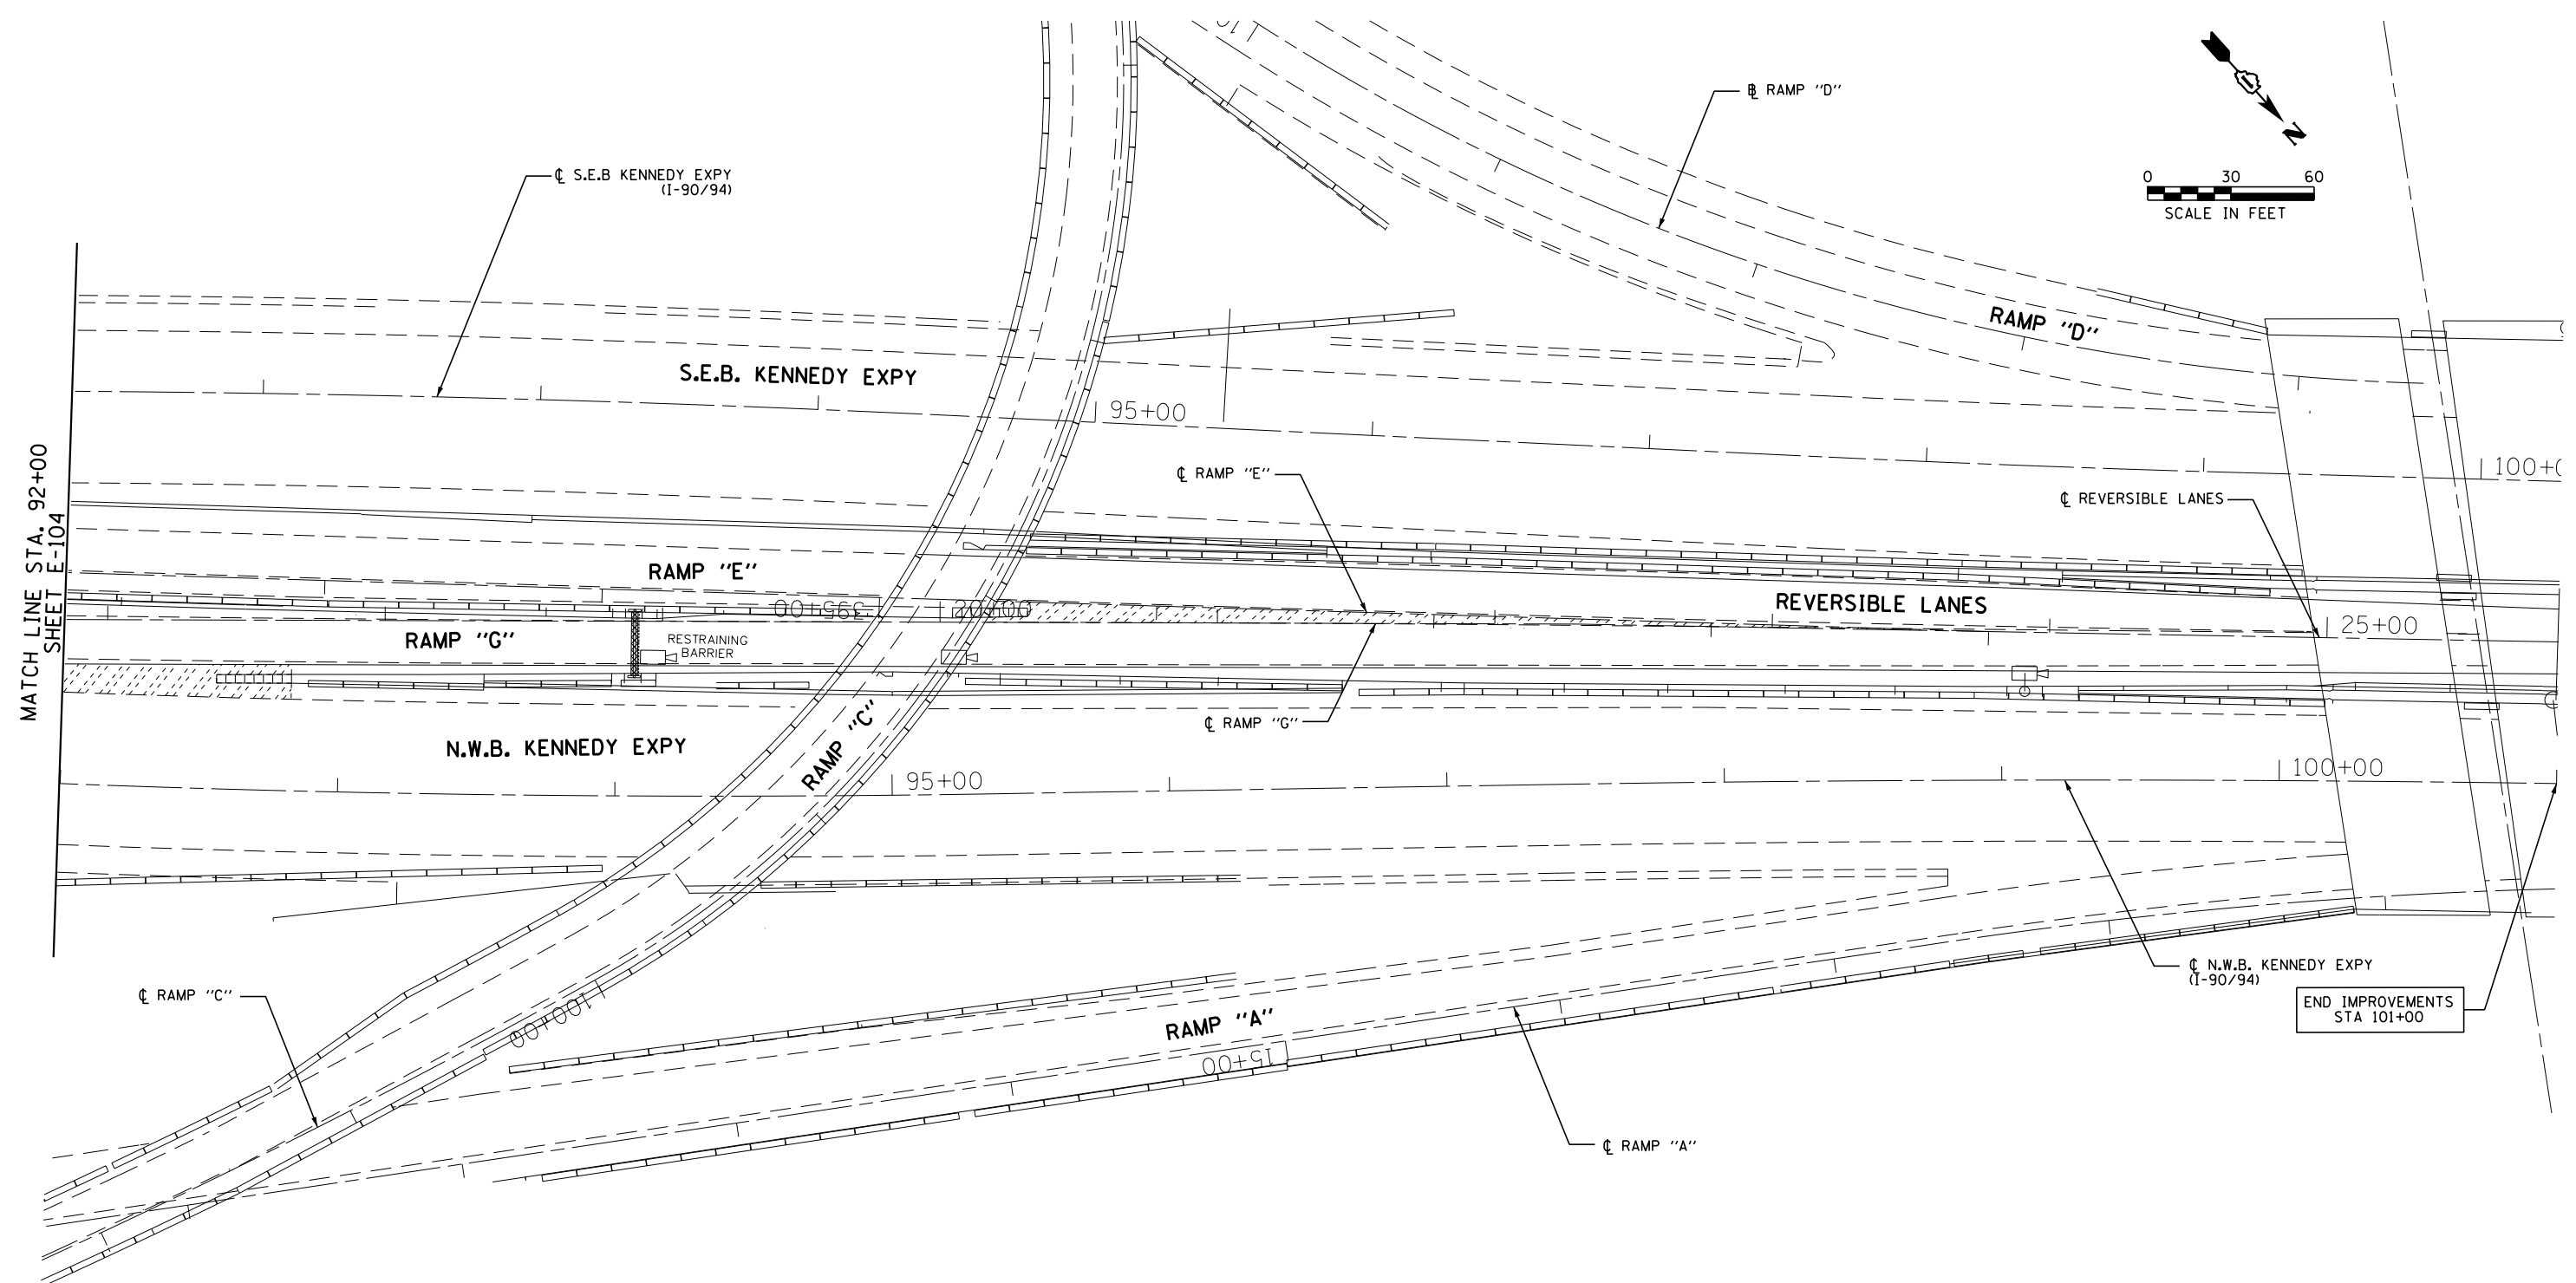 10
℄ RAMP "D"
N
0 30 60
SCALE IN FEET
℄ S.E.B KENNEDY EXPY
(I-90/94)
RAMP "D"
S.E.B. KENNEDY EXPY
95+00
100+0
MATCH LINE STA. 92+00
SHEET E-104
℄ RAMP "E"
℄ REVERSIBLE LANES
RAMP "E"
395+00
20+00
REVERSIBLE LANES
25+00
RAMP "G"
RESTRAINING
BARRIER
℄ RAMP "G"
RAMP "C"
N.W.B. KENNEDY EXPY
95+00
100+00
℄ N.W.B. KENNEDY EXPY
(I-90/94)
℄ RAMP "C"
END IMPROVEMENTS
STA 101+00
100+00
RAMP "A"
15+00
℄ RAMP "A"